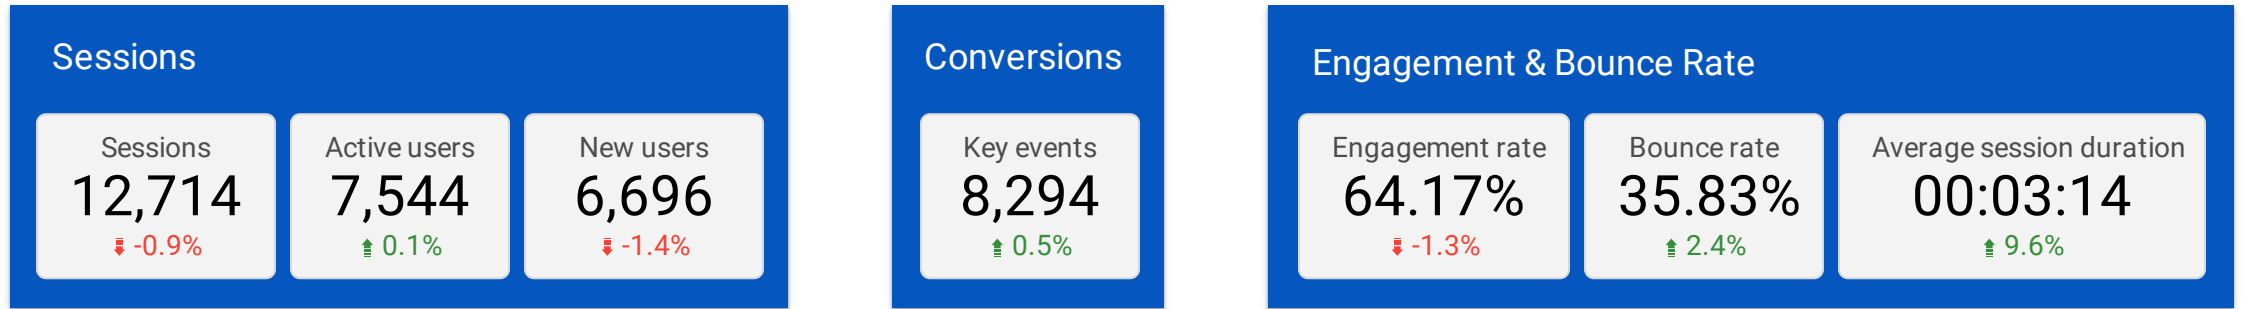 Sessions
Sessions
12,714
-0.9%
Active users
7,544
0.1%
New users
6,696
-1.4%
Conversions
Key events
8,294
0.5%
Engagement & Bounce Rate
Engagement rate
64.17%
-1.3%
Bounce rate
35.83%
2.4%
Average session duration
00:03:14
9.6%